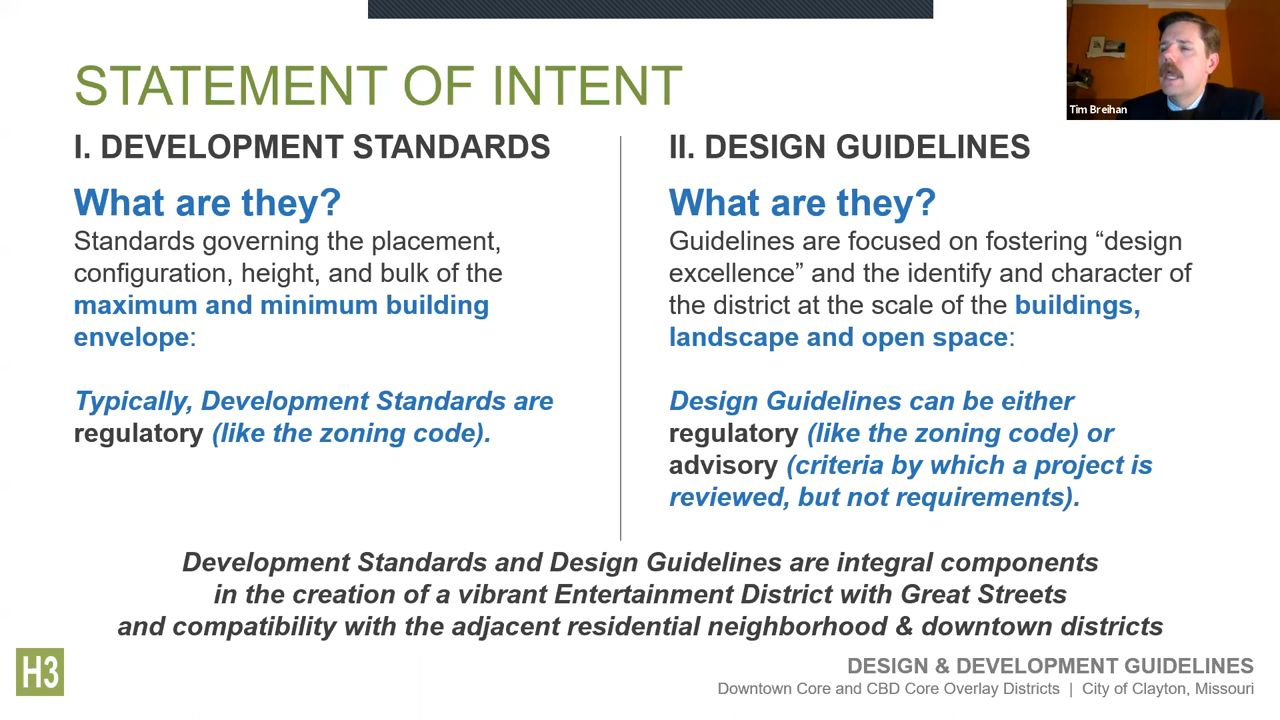 STATEMENT OF INTENT
Tim Breihan
I. DEVELOPMENT STANDARDS
What are they?
Standards governing the placement,
configuration, height, and bulk of the
maximum and minimum building
envelope:
Typically, Development Standards are
regulatory (like the zoning code).
II. DESIGN GUIDELINES
What are they?
Guidelines are focused on fostering “design
excellence” and the identify and character of
the district at the scale of the buildings,
landscape and open space:
Design Guidelines can be either
regulatory (like the zoning code) or
advisory (criteria by which a project is
reviewed, but not requirements).
Development Standards and Design Guidelines are integral components
in the creation of a vibrant Entertainment District with Great Streets
and compatibility with the adjacent residential neighborhood & downtown districts
H3
DESIGN & DEVELOPMENT GUIDELINES
Downtown Core and CBD Core Overlay Districts | City of Clayton, Missouri